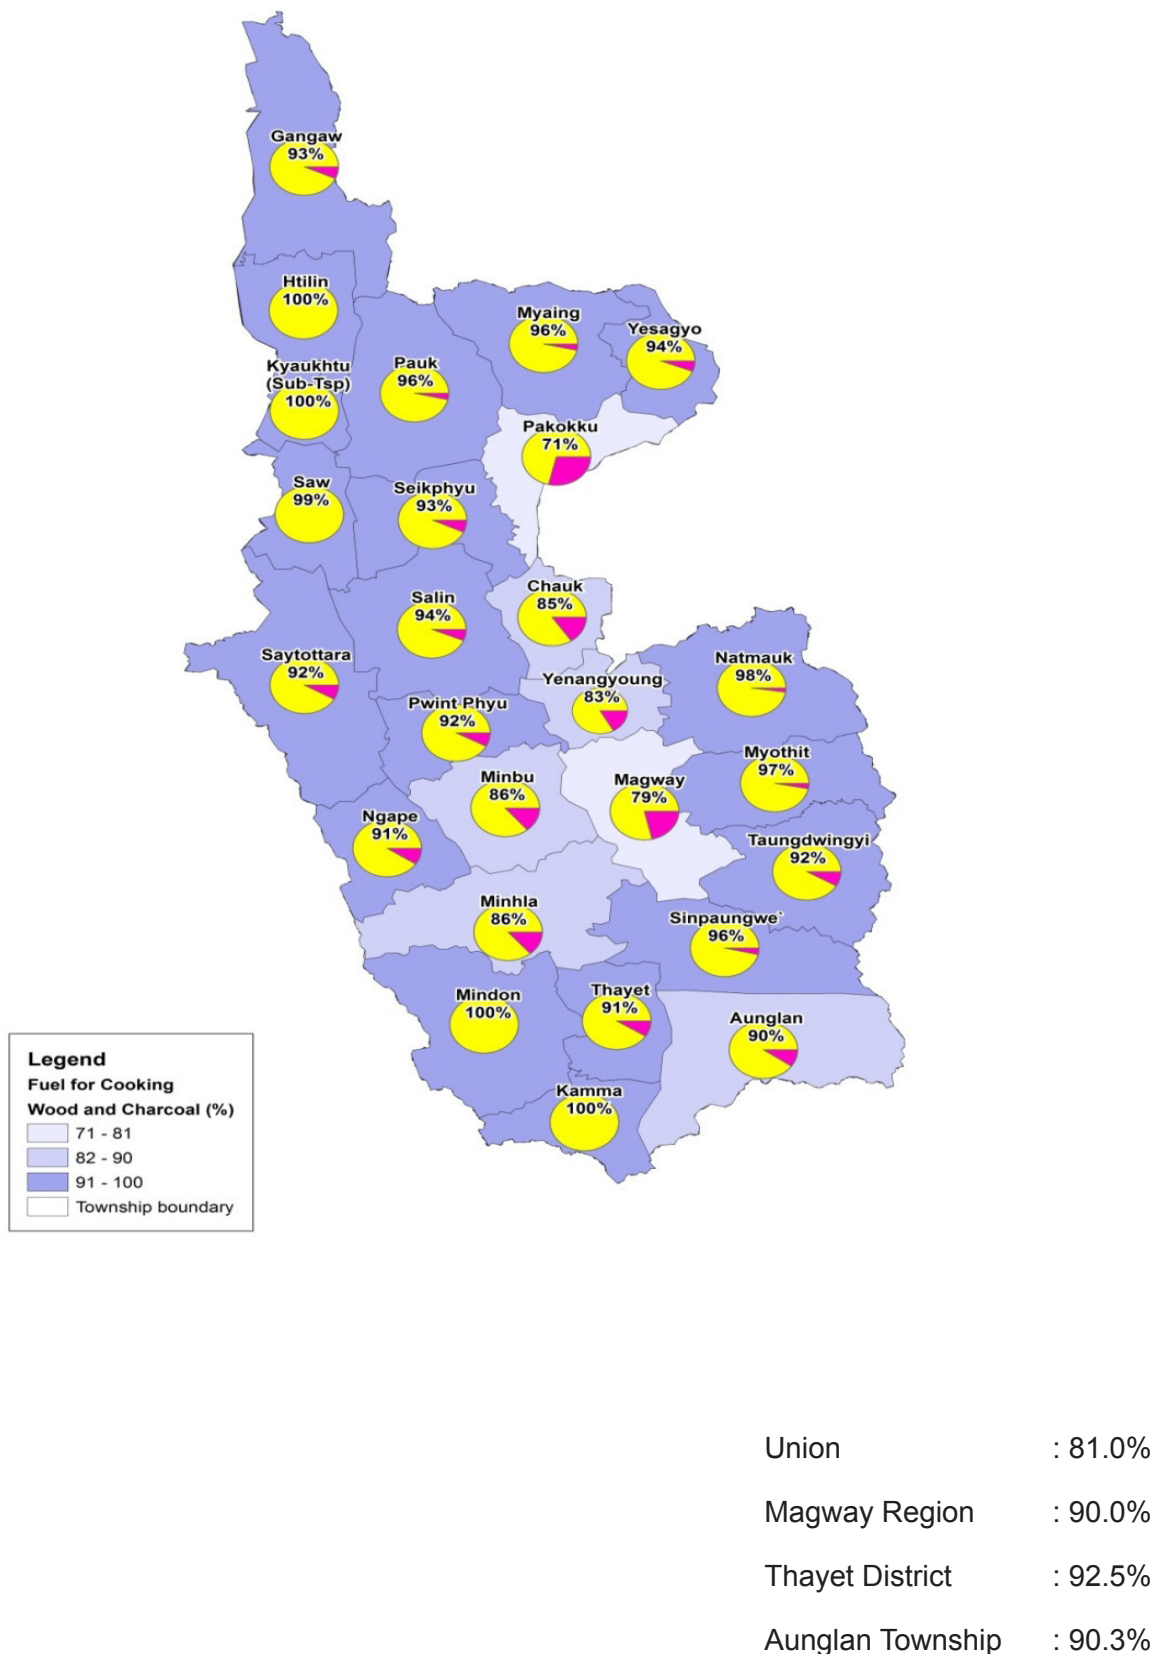 Gangaw
93%
Htilin
100%
Myaing
96%
Yesagyo
94%
Kyaukhtu
(Sub-Tsp)
100%
Pauk
96%
Pakokku
71%
Saw
99%
Seikphyu
93%
Chauk
85%
Salin
94%
Saytottara
92%
Natmauk
98%
Yenangyoung
83%
Pwint Phyu
92%
Myothit
97%
Minbu
86%
Magway
79%
Ngape
91%
Taungdwingyi
92%
Minhla
86%
Sinpaungwe`
96%
Mindon
100%
Thayet
91%
Aunglan
90%
Kamma
100%
Legend
Fuel for Cooking
Wood and Charcoal (%)
71 - 81
82 - 90
91 - 100
Township boundary
Union : 81.0%
Magway Region : 90.0%
Thayet District : 92.5%
Aunglan Township : 90.3%